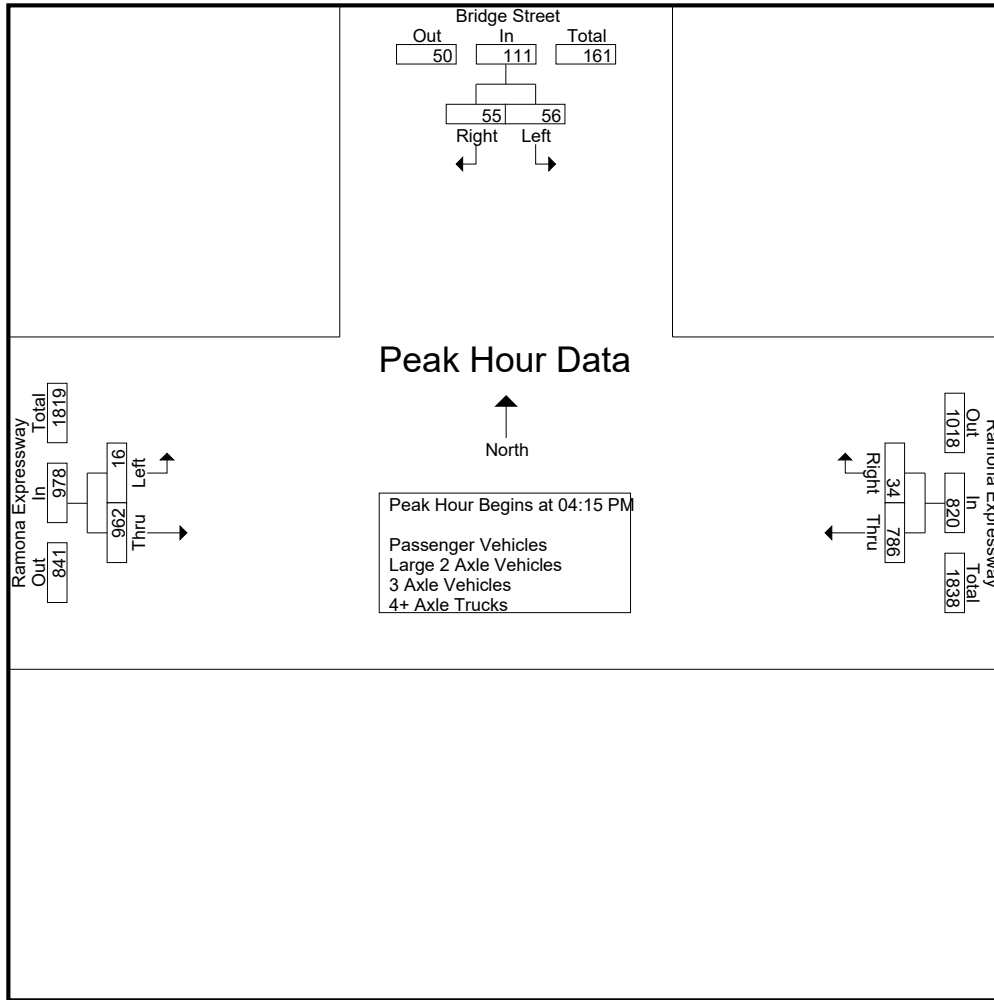 Bridge Street
Out In Total
50 111 161
55 56
Right Left
Peak Hour Data
North
Peak Hour Begins at 04:15 PM
Passenger Vehicles
Large 2 Axle Vehicles
3 Axle Vehicles
4+ Axle Trucks
Ramona Expressway
Out In Total
841 978 1819
Left Thru
16 962
Ramona Expressway
Out In Total
1018 820 1838
Right Thru
34 786